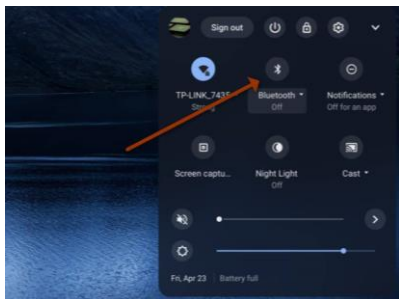 Sign out
TP-LINK_7435
Strong
Bluetooth
Off
Notifications
Off for an app
Screen captu...
Night Light
Off
Cast
Fri, Apr 23
Battery full